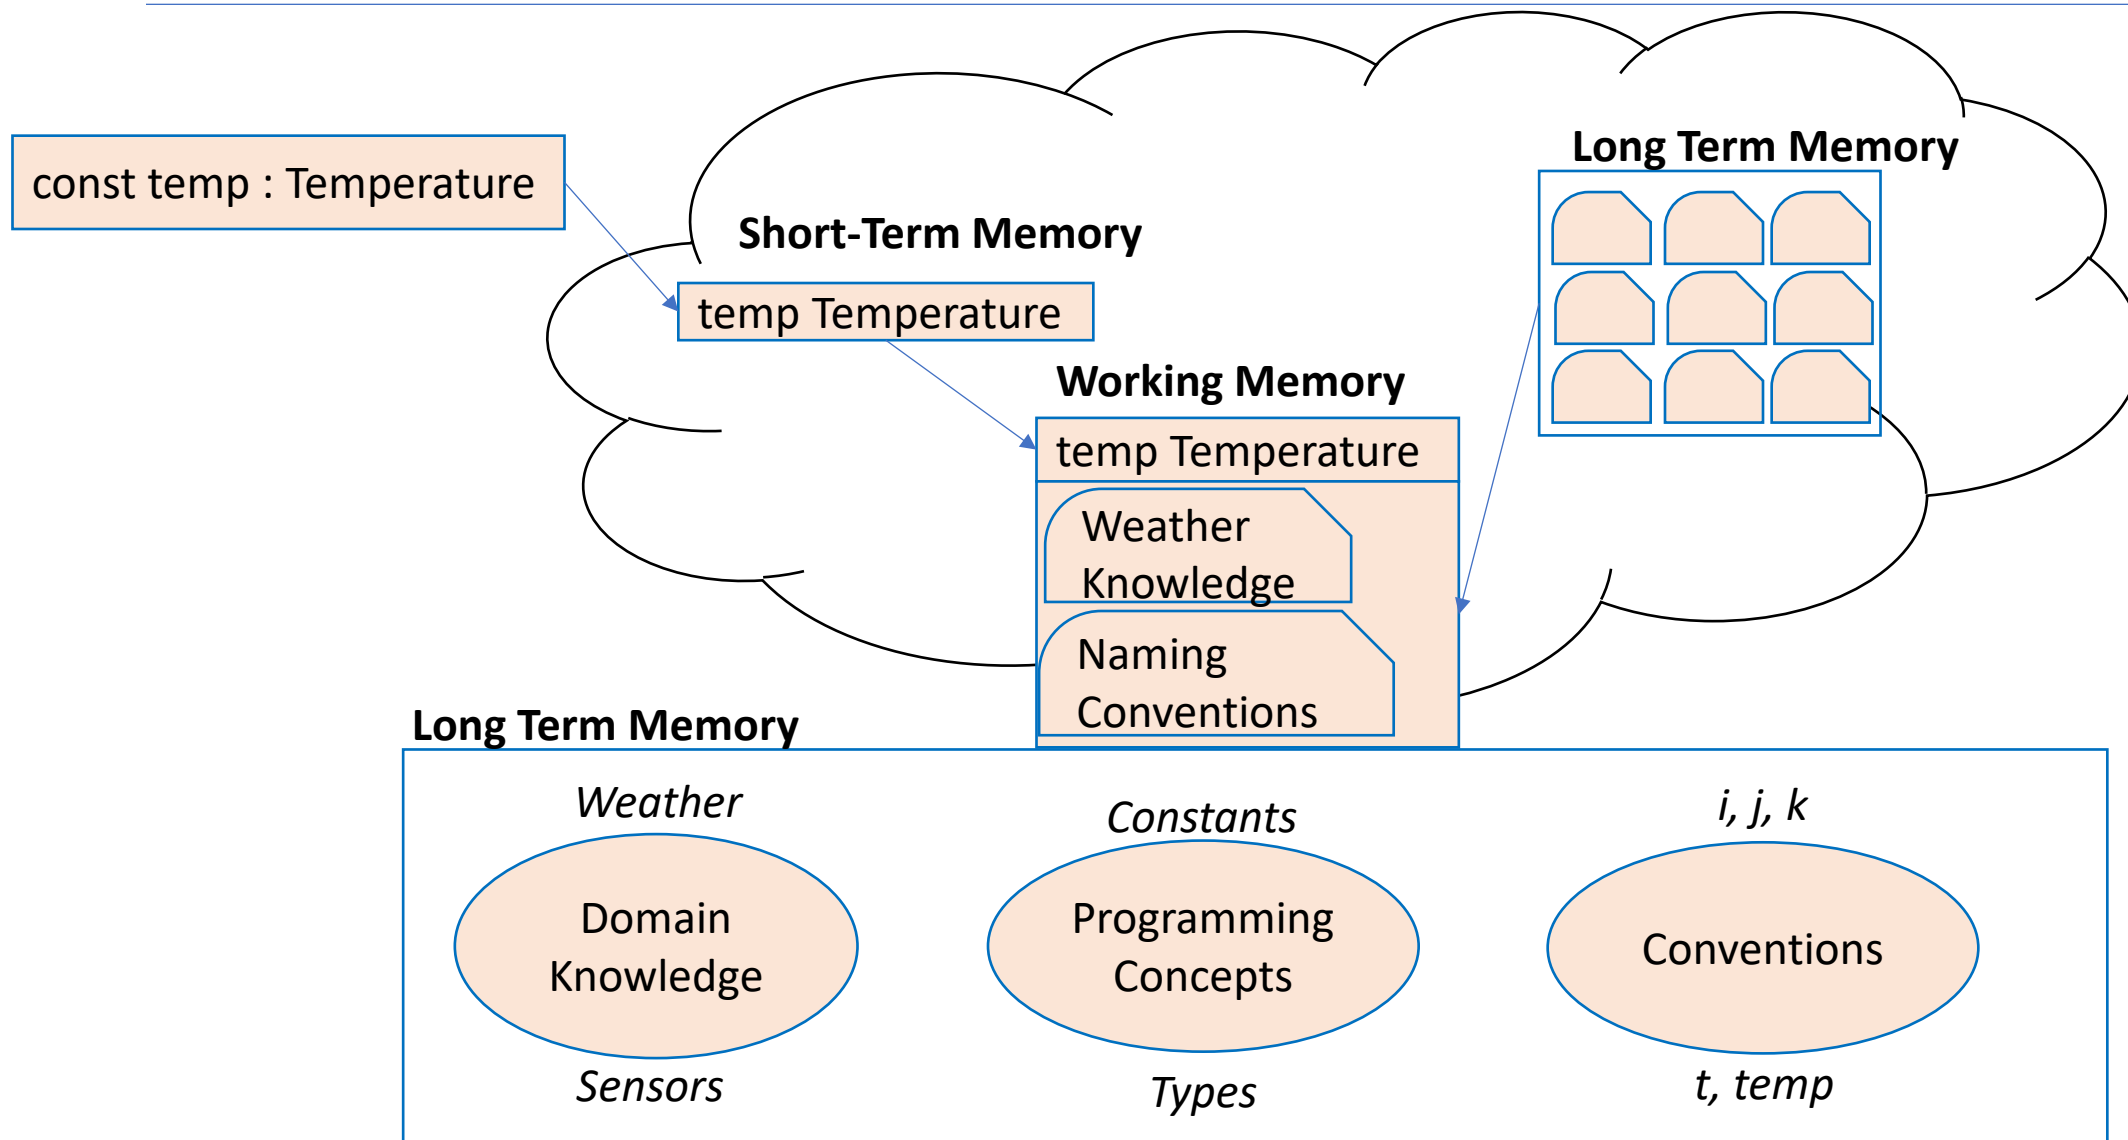 const temp : Temperature
Long Term Memory
Short-Term Memory
temp Temperature
Working Memory
temp Temperature
Weather
Knowledge
Naming
Conventions
Long Term Memory
Weather
Domain
Knowledge
Sensors
Constants
Programming
Concepts
Types
i, j, k
Conventions
t, temp